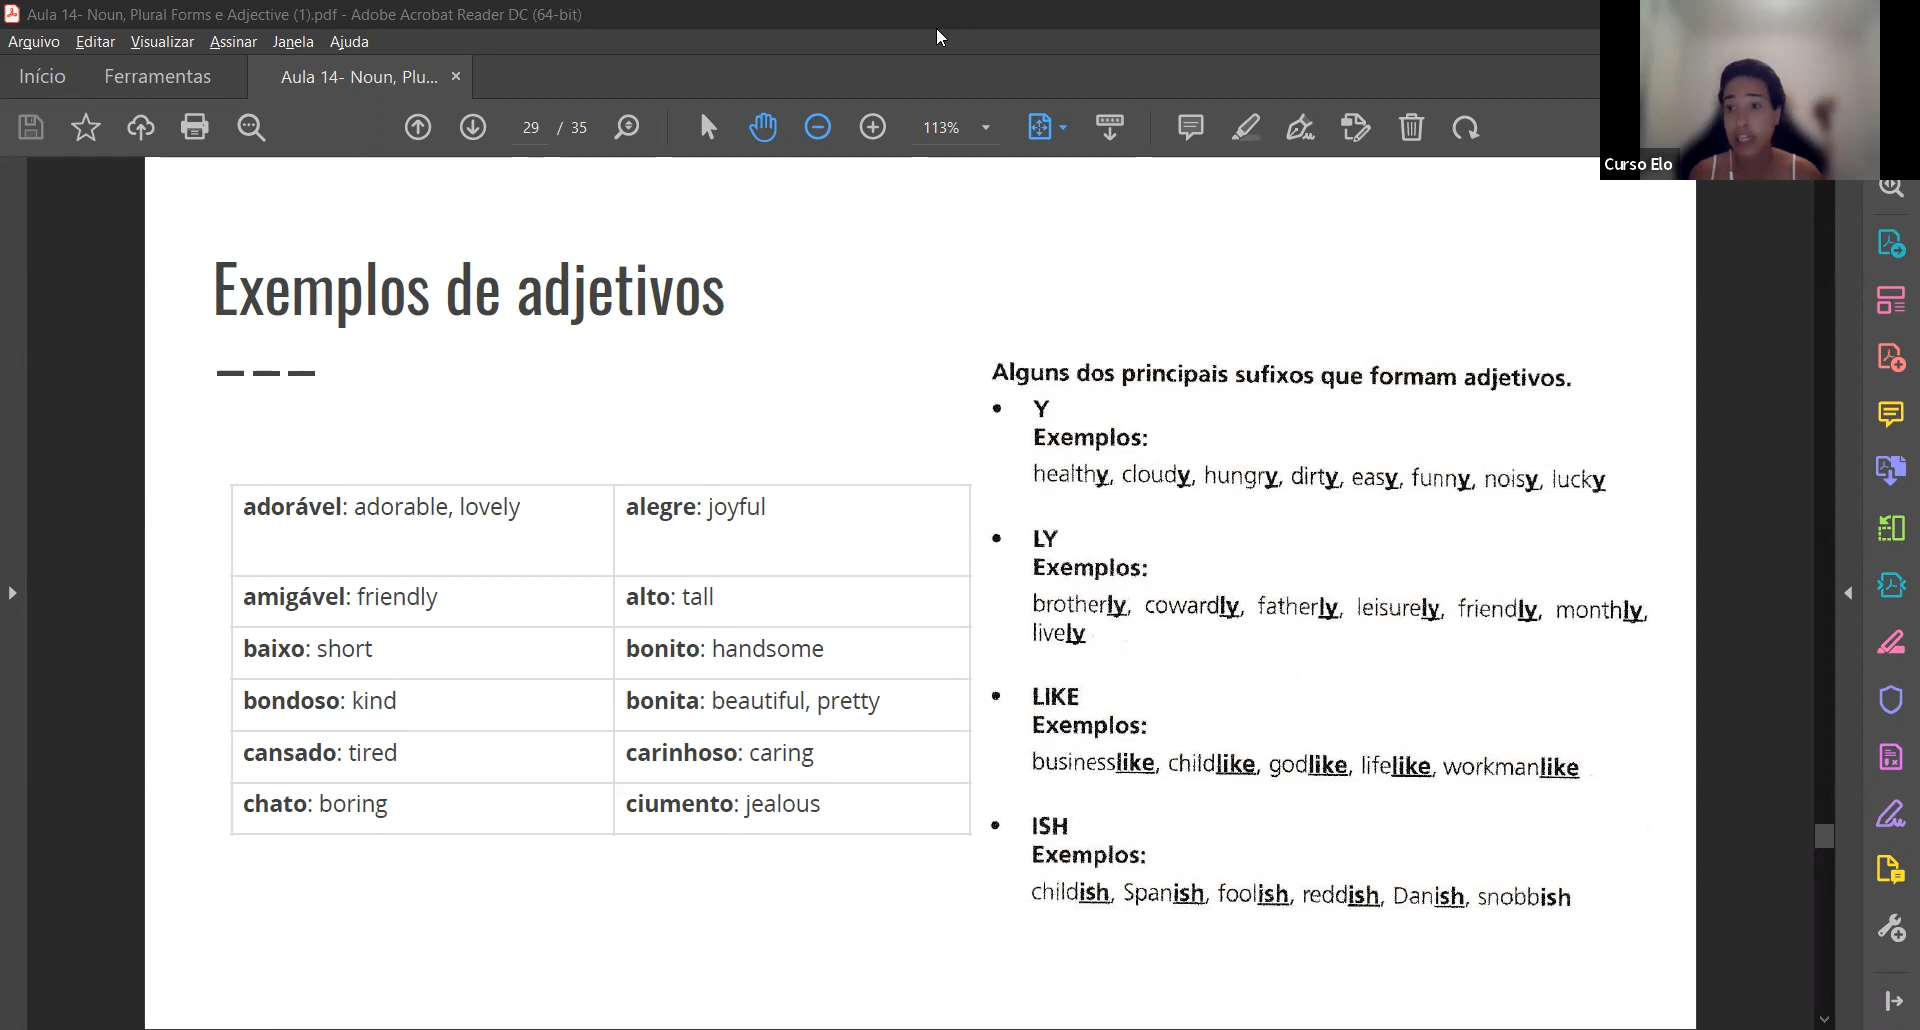 Aula 14- Noun, Plural Forms e Adjective (1).pdf - Adobe Acrobat Reader DC (64-bit)
Arquivo Editar Visualizar Assinar Janela Ajuda
Início Ferramentas Aula 14- Noun, Plu... ×
29 / 35 113%
Curso Elo
Exemplos de adjetivos
adorável: adorable, lovely
alegre: joyful
amigável: friendly
alto: tall
baixo: short
bonito: handsome
bondoso: kind
bonita: beautiful, pretty
cansado: tired
carinhoso: caring
chato: boring
ciumento: jealous
Alguns dos principais sufixos que formam adjetivos.
• Y
Exemplos:
healthy, cloudy, hungry, dirty, easy, funny, noisy, lucky
• LY
Exemplos:
brotherly, cowardly, fatherly, leisurely, friendly, monthly,
lively
• LIKE
Exemplos:
businesslike, childlike, godlike, lifelike, workmanlike
• ISH
Exemplos:
childish, Spanish, foolish, reddish, Danish, snobbish